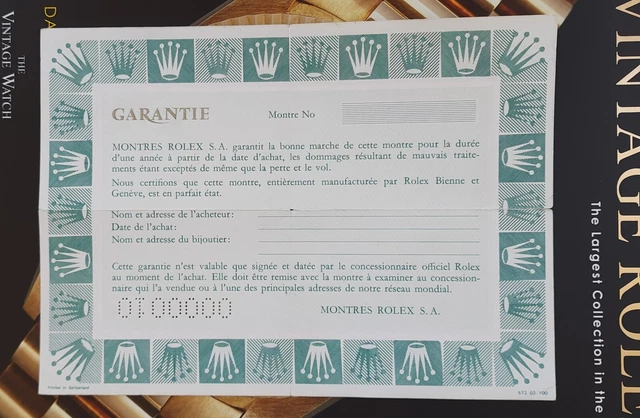 THE
VINTAGE WATCH
DA
GARANTIE
Montre No
MONTRES ROLEX S.A. garantit la bonne marche de cette montre pour la durée
d'une année à partir de la date d'achat, les dommages résultant de mauvais traite-
ments étant exceptés de même que la perte et le vol.
Nous certifions que cette montre, entièrement manufacturée par Rolex Bienne et
Genève, est en parfait état.
Nom et adresse de l'acheteur:
Date de l'achat:
Nom et adresse du bijoutier:
Cette garantie n'est valable que signée et datée par le concessionnaire officiel Rolex
au moment de l'achat. Elle doit être remise avec la montre à examiner au concession-
naire qui l'a vendue ou à l'une des principales adresses de notre réseau mondial.
MONTRES ROLEX S.A.
Printed in Switzerland
VINTAGE ROLE
The Largest Collection in the